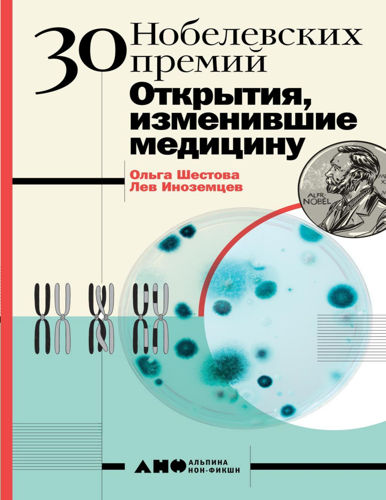 30 Нобелевских
премий
Открытия,
изменившие
медицину
Ольга Шестова
Лев Иноземцев
ALFR.
NOBEL
АНФ АЛЬПИНА
НОН-ФИКШН